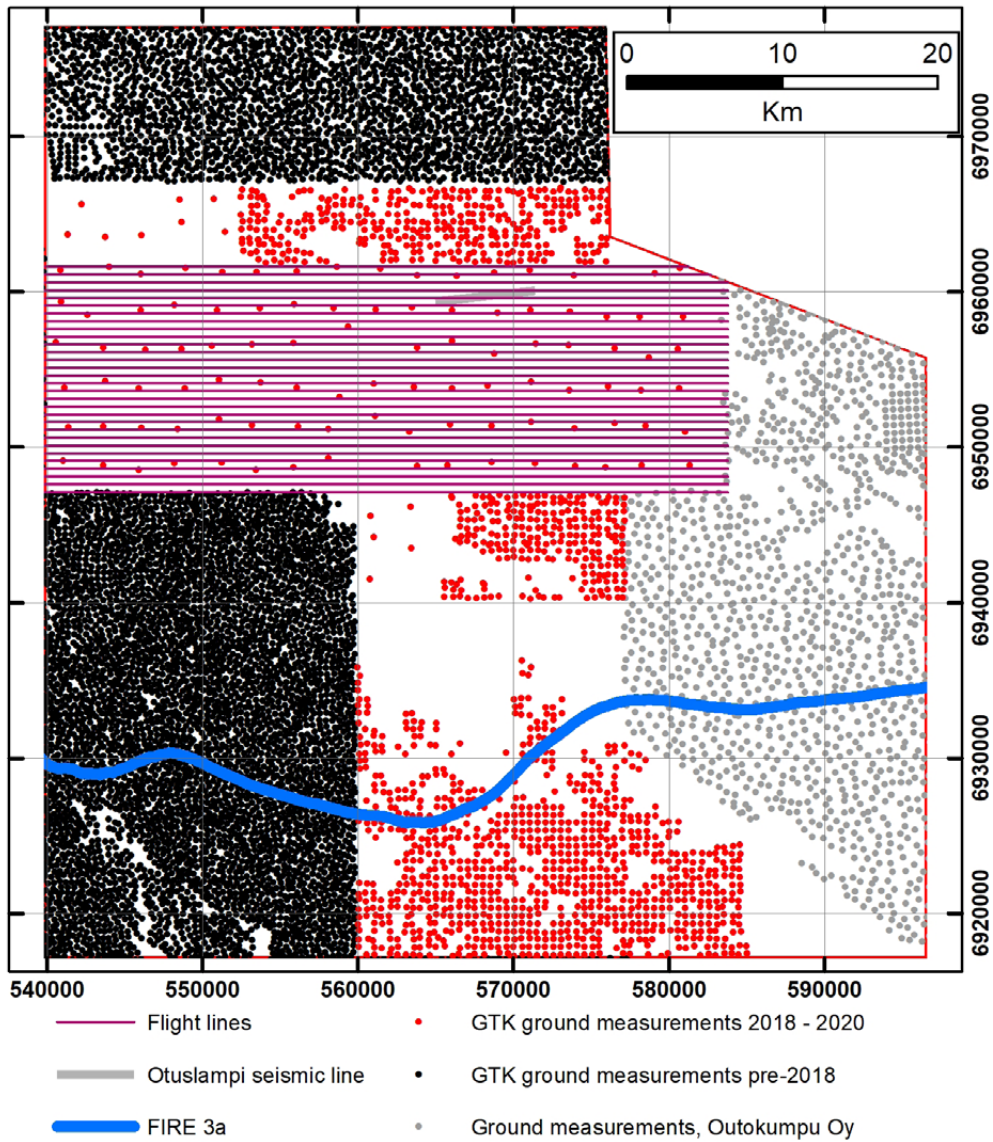 0 10 20
Km
6970000
6960000
6950000
6940000
6930000
6920000
540000 550000 560000 570000 580000 590000
Flight lines
GTK ground measurements 2018 - 2020
Otuslampi seismic line
GTK ground measurements pre-2018
FIRE 3a
Ground measurements, Outokumpu Oy